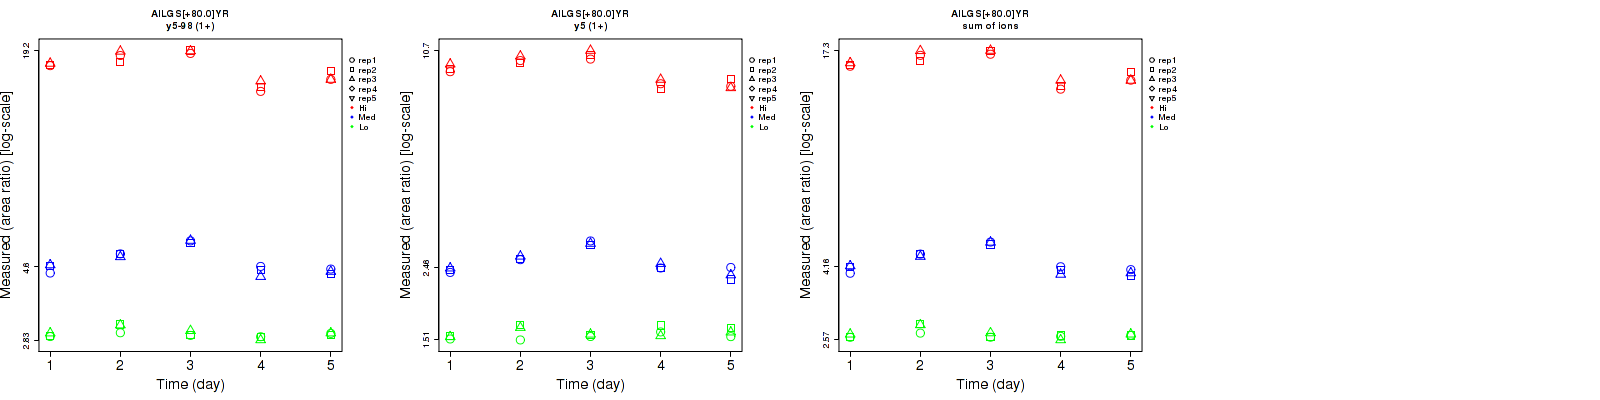 AILGS[+80.0]YR
y5-98 (1+)
Measured (area ratio) [log-scale]
19.2
4.6
2.83
1
2
3
4
5
Time (day)
rep1
rep2
rep3
rep4
rep5
Hi
Med
Lo
AILGS[+80.0]YR
y5 (1+)
Measured (area ratio) [log-scale]
10.7
2.48
1.51
1
2
3
4
5
Time (day)
rep1
rep2
rep3
rep4
rep5
Hi
Med
Lo
AILGS[+80.0]YR
sum of ions
Measured (area ratio) [log-scale]
17.3
4.16
2.57
1
2
3
4
5
Time (day)
rep1
rep2
rep3
rep4
rep5
Hi
Med
Lo